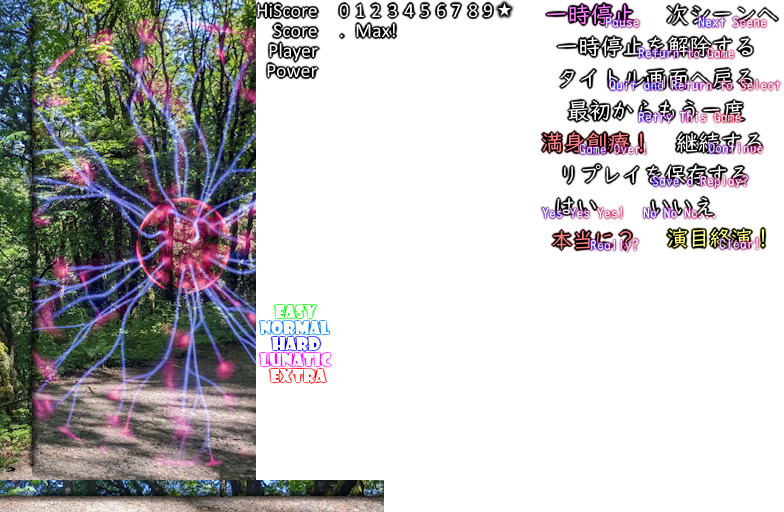 HiScore 0123456789★
Score . Max!
Player
Power
一時停止 Pause
次シーンへ Next Scene
一時停止を解除する Return to Game
タイトル画面へ戻る Quit and Return to Select
最初からもう一度 Retry This Game
満身創療！ Game Over!
継続する Continue
リプレイを保存する Save a Replay?
はい Yes Yes Yes!
いいえ No No No...
本当に？ Really?
演目終演！ Clear!
EASY
NORMAL
HARD
LUNATIC
EXTRA